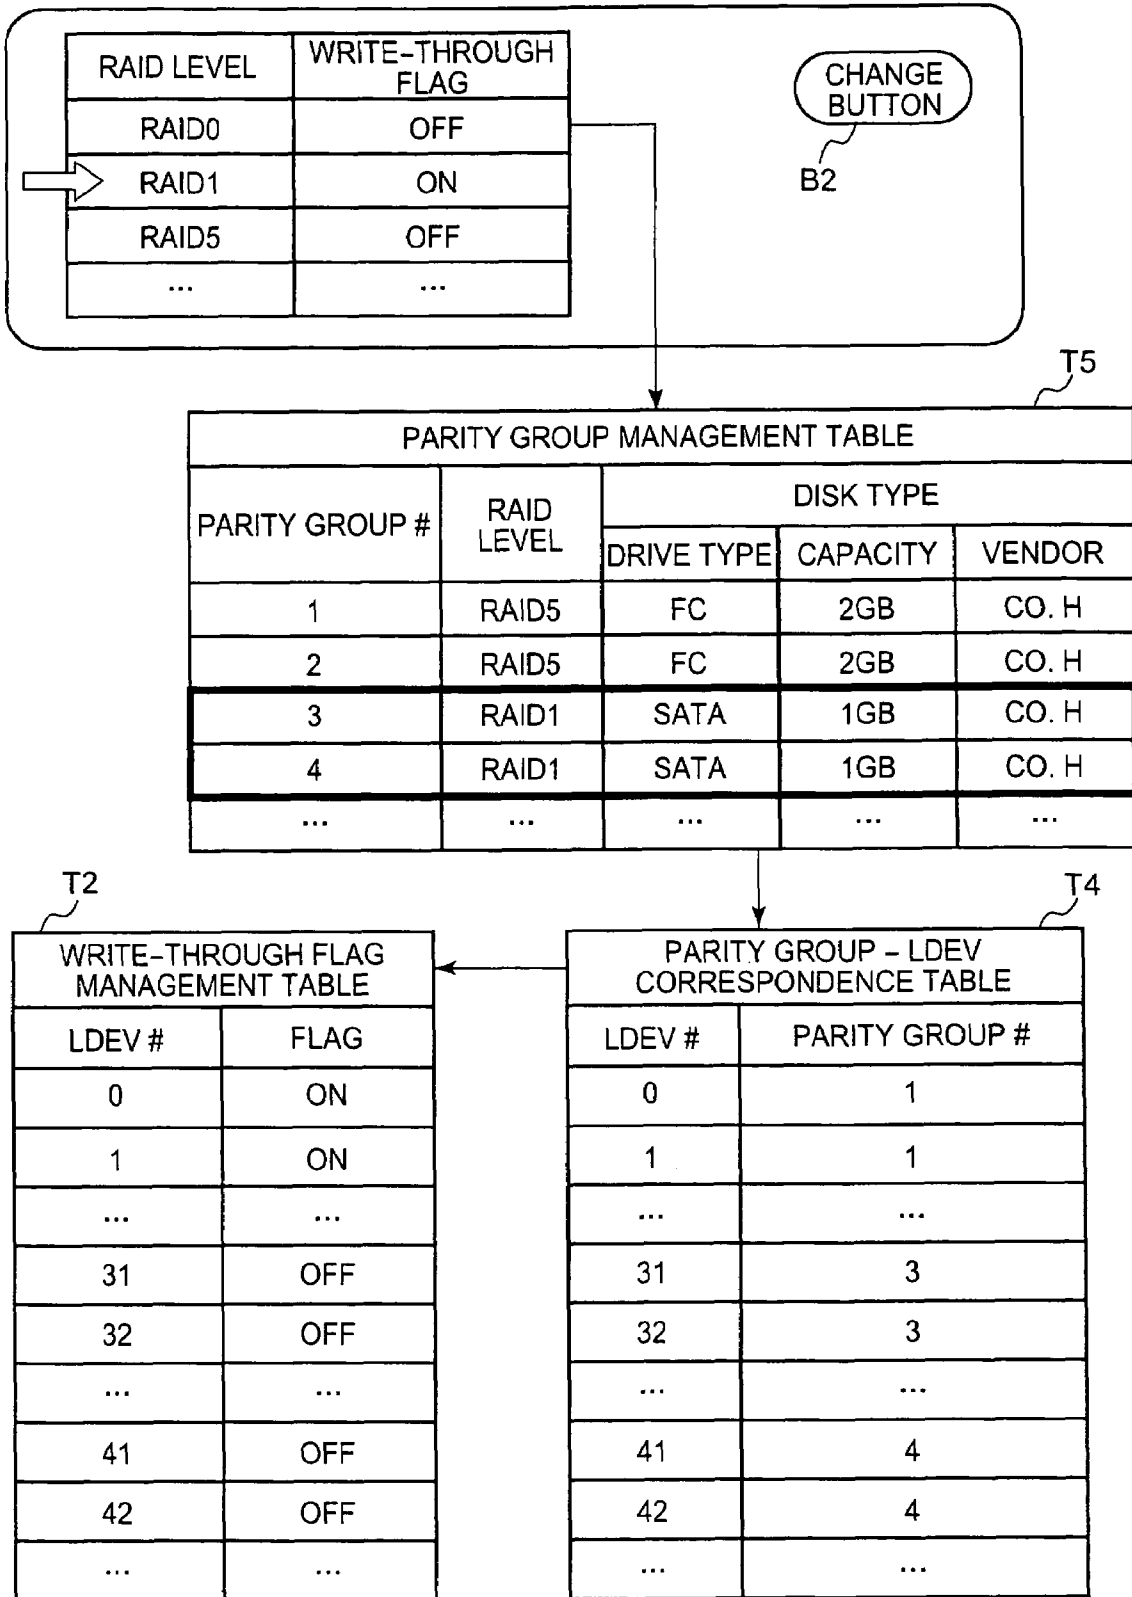 RAID LEVEL WRITE-THROUGH
FLAG
RAID0 OFF
RAID1 ON
RAID5 OFF
... ...
CHANGE
BUTTON
B2
T5
PARITY GROUP MANAGEMENT TABLE
PARITY GROUP # RAID
LEVEL DISK TYPE
DRIVE TYPE CAPACITY VENDOR
1 RAID5 FC 2GB CO. H
2 RAID5 FC 2GB CO. H
3 RAID1 SATA 1GB CO. H
4 RAID1 SATA 1GB CO. H
... ... ... ... ...
T2
WRITE-THROUGH FLAG
MANAGEMENT TABLE
LDEV # FLAG
0 ON
1 ON
... ...
31 OFF
32 OFF
... ...
41 OFF
42 OFF
... ...
T4
PARITY GROUP – LDEV
CORRESPONDENCE TABLE
LDEV # PARITY GROUP #
0 1
1 1
... ...
31 3
32 3
... ...
41 4
42 4
... ...